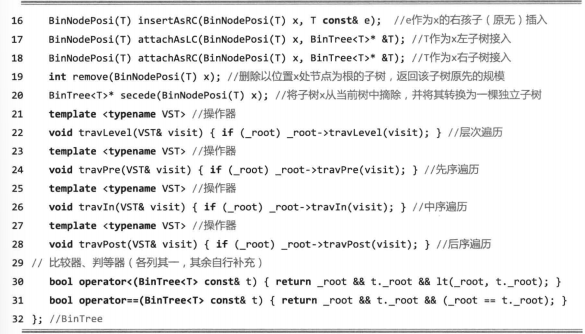 16 BinNodePosi(T) insertAsRC(BinNodePosi(T) x, T const& e); //e作为x的右孩子（原无）插入
17 BinNodePosi(T) attachAsLC(BinNodePosi(T) x, BinTree<T>* &T); //T作为x左子树接入
18 BinNodePosi(T) attachAsRC(BinNodePosi(T) x, BinTree<T>* &T); //T作为x右子树接入
19 int remove(BinNodePosi(T) x); //删除以位置x处节点为根的子树，返回该子树原先的规模
20 BinTree<T>* secede(BinNodePosi(T) x); //将子树x从当前树中摘除，并将其转换为一棵独立子树
21 template <typename VST> //操作器
22 void travLevel(VST& visit) { if (_root) _root->travLevel(visit); } //层次遍历
23 template <typename VST> //操作器
24 void travPre(VST& visit) { if (_root) _root->travPre(visit); } //先序遍历
25 template <typename VST> //操作器
26 void travIn(VST& visit) { if (_root) _root->travIn(visit); } //中序遍历
27 template <typename VST> //操作器
28 void travPost(VST& visit) { if (_root) _root->travPost(visit); } //后序遍历
29 // 比较器、判等器（各列其一，其余自行补充）
30 bool operator<(BinTree<T> const& t) { return _root && t._root && lt(_root, t._root); }
31 bool operator==(BinTree<T> const& t) { return _root && t._root && (_root == t._root); }
32 }; //BinTree